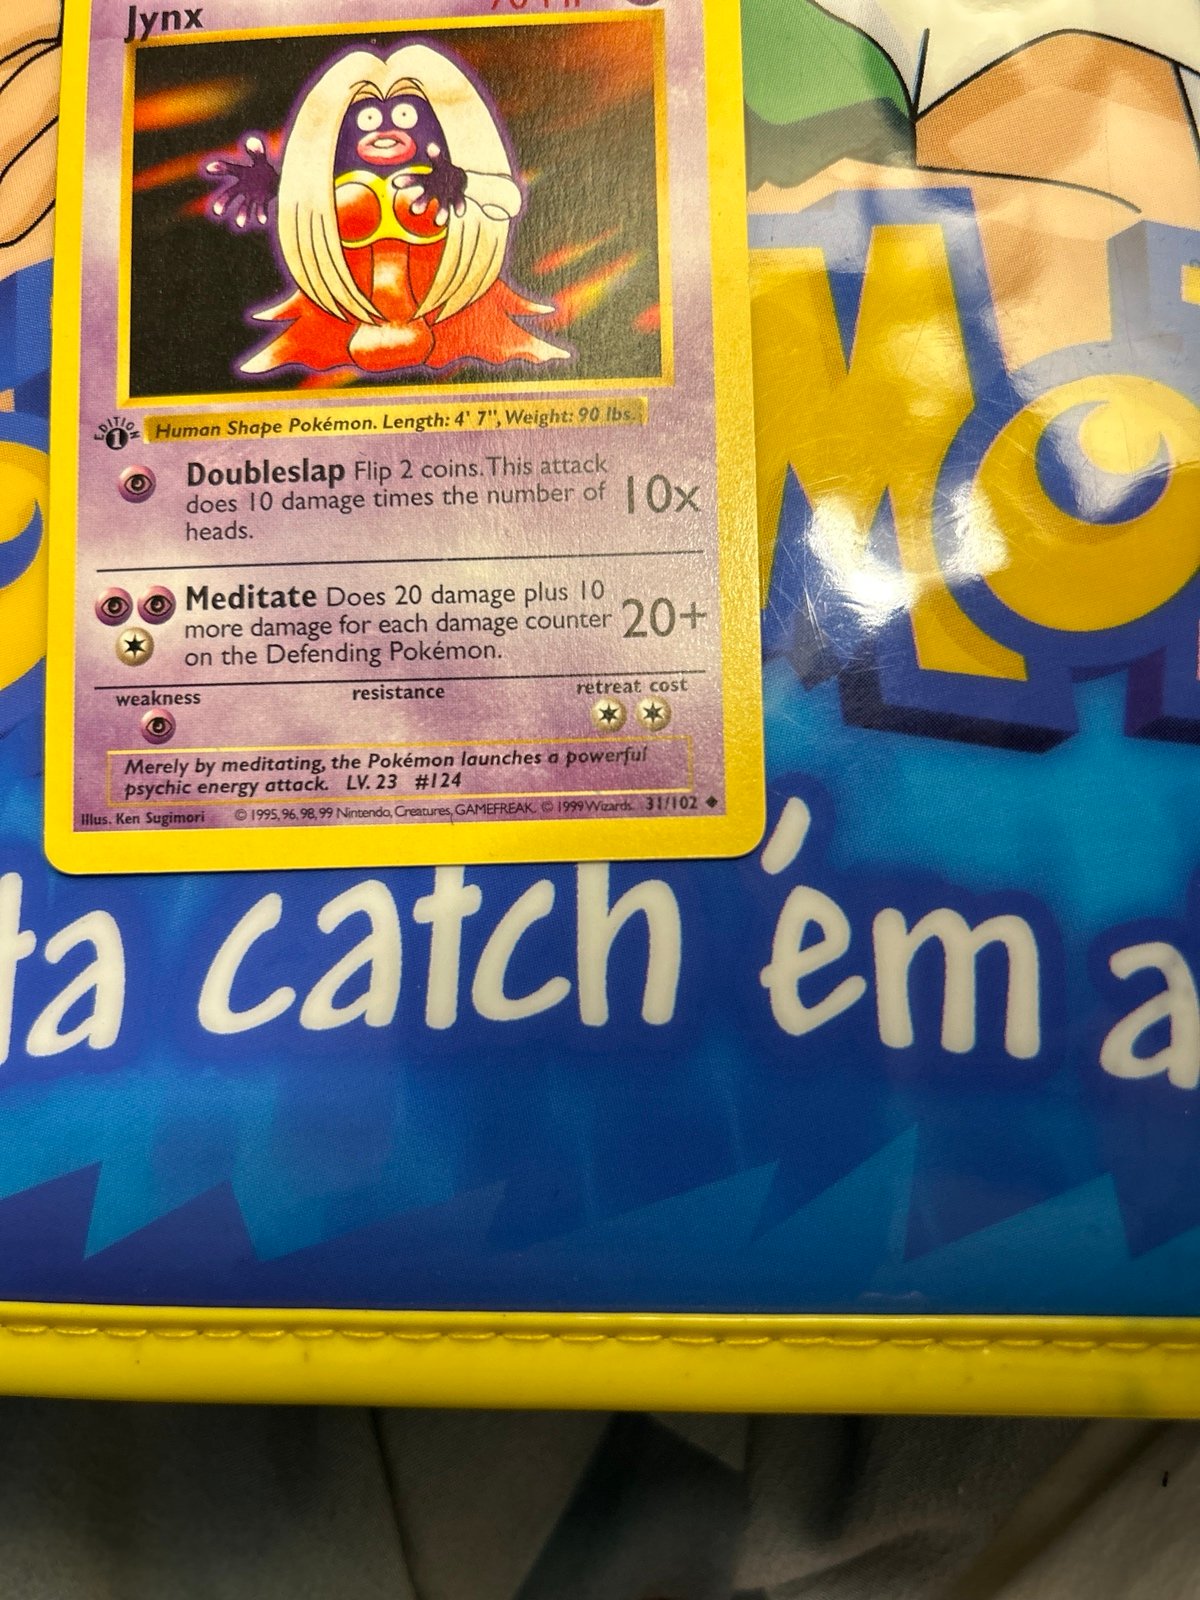 Jynx
EDITION
1
Human Shape Pokémon. Length: 4' 7", Weight: 90 lbs.
Doubleslap Flip 2 coins. This attack
does 10 damage times the number of
heads.
10x
Meditate Does 20 damage plus 10
more damage for each damage counter
on the Defending Pokémon.
20+
weakness resistance retreat cost
Merely by meditating, the Pokémon launches a powerful
psychic energy attack. LV. 23 #124
Illus. Ken Sugimori © 1995, 96, 98, 99 Nintendo, Creatures, GAMEFREAK. © 1999 Wizards. 31/102
ta catch 'em a